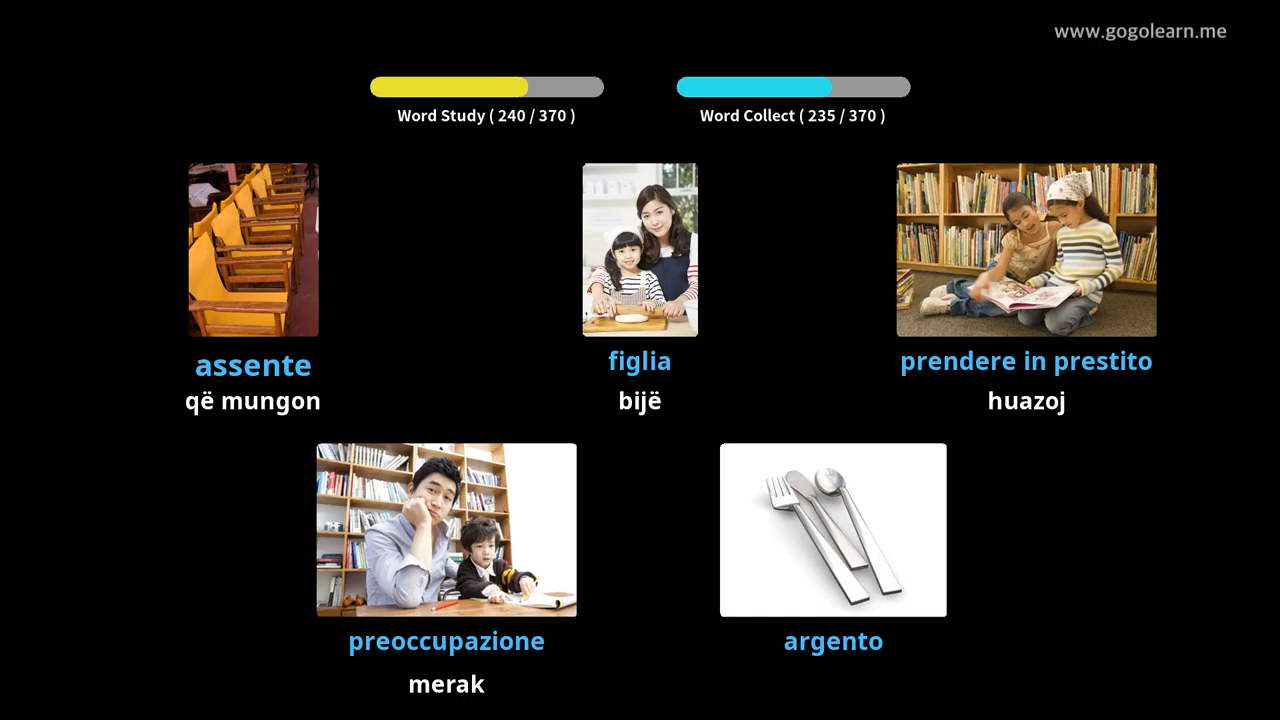 www.gogolearn.me
Word Study ( 240 / 370 )
Word Collect ( 235 / 370 )
assente
figlia
prendere in prestito
që mungon
bijë
huazoj
preoccupazione
argento
merak